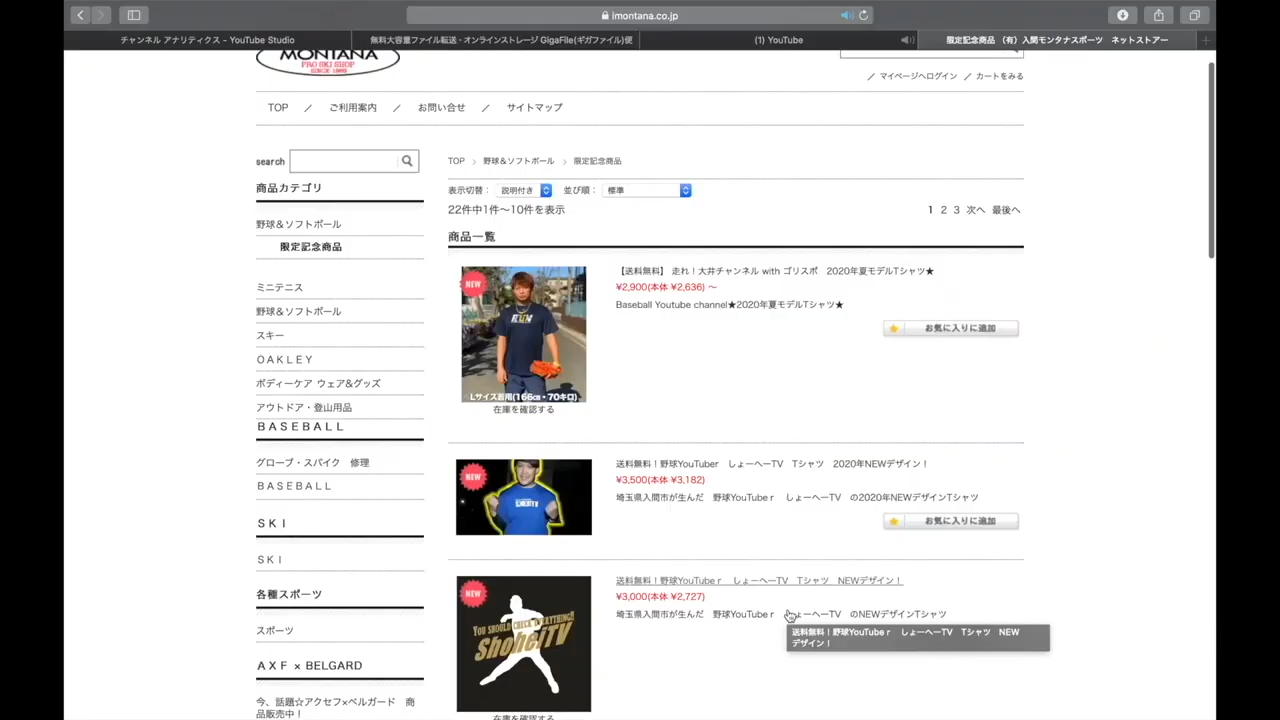 imontana.co.jp
チャンネル アナリティクス - YouTube Studio
無料大容量ファイル転送・オンラインストレージ GigaFile(ギガファイル)便
(1) YouTube
限定記念商品 （有）入間モンタナスポーツ ネットストアー
MONTANA
PRO SKI SHOP
／ マイページへログイン ／ カートをみる
TOP ／ ご利用案内 ／ お問い合せ ／ サイトマップ
search
商品カテゴリ
野球＆ソフトボール
限定記念商品
ミニテニス
野球＆ソフトボール
スキー
ＯＡＫＬＥＹ
ボディーケア ウェア&グッズ
アウトドア・登山用品
ＢＡＳＥＢＡＬＬ
グローブ・スパイク 修理
ＢＡＳＥＢＡＬＬ
ＳＫＩ
ＳＫＩ
各種スポーツ
スポーツ
ＡＸＦ × BELGARD
今、話題☆アクセフ×ベルガード 商
品販売中！
TOP > 野球＆ソフトボール > 限定記念商品
表示切替： 説明付き 並び順： 標準
22件中1件〜10件を表示
1 2 3 次へ 最後へ
商品一覧
NEW
RUN
Lサイズ着用(166㎝・70キロ)
在庫を確認する
【送料無料】 走れ！大井チャンネル with ゴリスポ 2020年夏モデルTシャツ★
¥2,900(本体 ¥2,636) 〜
Baseball Youtube channel★2020年夏モデルTシャツ★
お気に入りに追加
NEW
SHOHEITV
送料無料！野球YouTuber しょーへーTV Tシャツ 2020年NEWデザイン！
¥3,500(本体 ¥3,182)
埼玉県入間市が生んだ 野球YouTubeｒ しょーへーTV の2020年NEWデザインTシャツ
お気に入りに追加
NEW
YOU SHOULD CHECK EVERYTHING!!
ShoheiTV
在庫を確認する
送料無料！野球YouTubeｒ しょーへーTV Tシャツ NEWデザイン！
¥3,000(本体 ¥2,727)
埼玉県入間市が生んだ 野球YouTubeｒ しょーへーTV のNEWデザインTシャツ
送料無料！野球YouTubeｒ しょーへーTV Tシャツ NEW
デザイン！